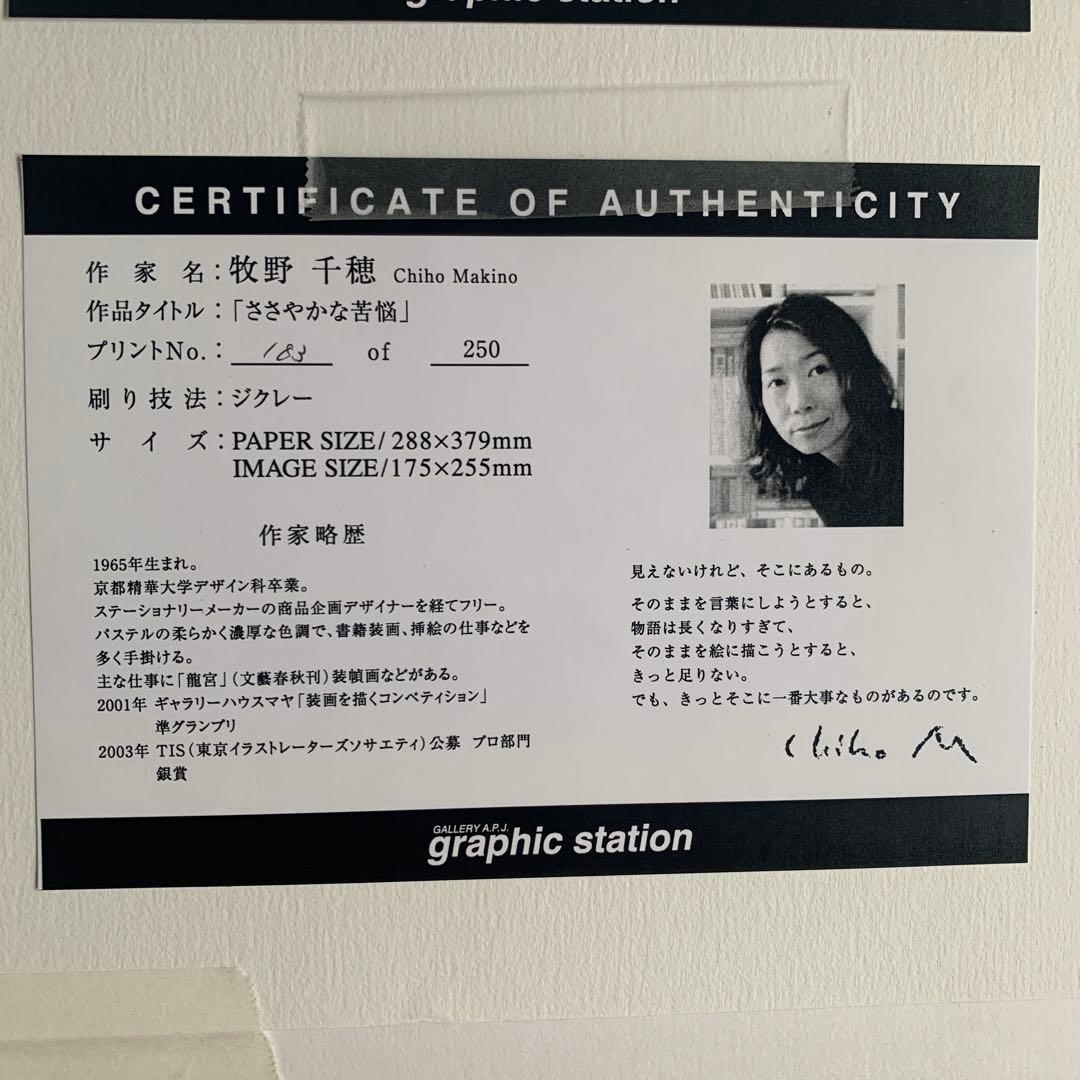 graphic station
CERTIFICATE OF AUTHENTICITY
作家名：牧野 千穂 Chiho Makino
作品タイトル：「ささやかな苦悩」
プリントNo.： 183 of 250
刷り技法：ジクレー
サイズ：PAPER SIZE/288×379mm
IMAGE SIZE/175×255mm
作家略歴
1965年生まれ。
京都精華大学デザイン科卒業。
ステーショナリーメーカーの商品企画デザイナーを経てフリー。
パステルの柔らかく濃厚な色調で、書籍装画、挿絵の仕事などを
多く手掛ける。
主な仕事に「龍宮」（文藝春秋刊）装幀画などがある。
2001年 ギャラリーハウスマヤ「装画を描くコンペティション」
準グランプリ
2003年 TIS（東京イラストレーターズソサエティ）公募 プロ部門
銀賞
見えないけれど、そこにあるもの。
そのままを言葉にしようとすると、
物語は長くなりすぎて、
そのままを絵に描こうとすると、
きっと足りない。
でも、きっとそこに一番大事なものがあるのです。
Chiho M
GALLERY A.P.J.
graphic station